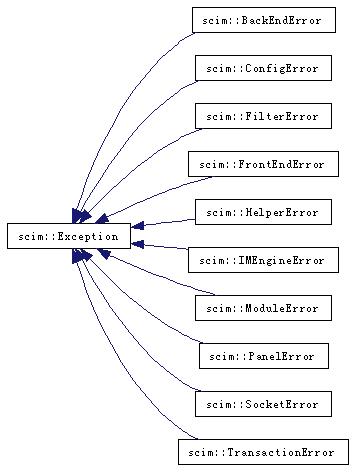 scim::BackEndError
scim::ConfigError
scim::FilterError
scim::FrontEndError
scim::HelperError
scim::Exception
scim::IMEngineError
scim::ModuleError
scim::PanelError
scim::SocketError
scim::TransactionError